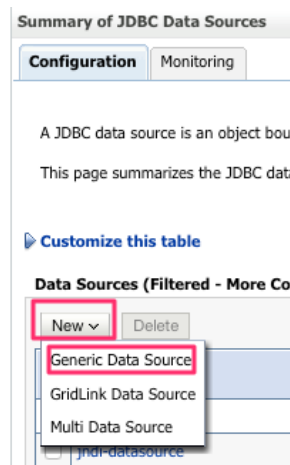 Summary of JDBC Data Sources
Configuration Monitoring
A JDBC data source is an object bou
This page summarizes the JDBC data
Customize this table
Data Sources (Filtered - More Co
New Delete
Generic Data Source
GridLink Data Source
Multi Data Source
jndi-datasource